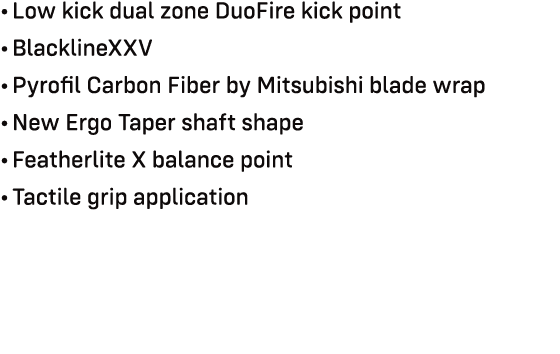 • Low kick dual zone DuoFire kick point
• BlacklineXXV
• Pyrofil Carbon Fiber by Mitsubishi blade wrap
• New Ergo Taper shaft shape
• Featherlite X balance point
• Tactile grip application